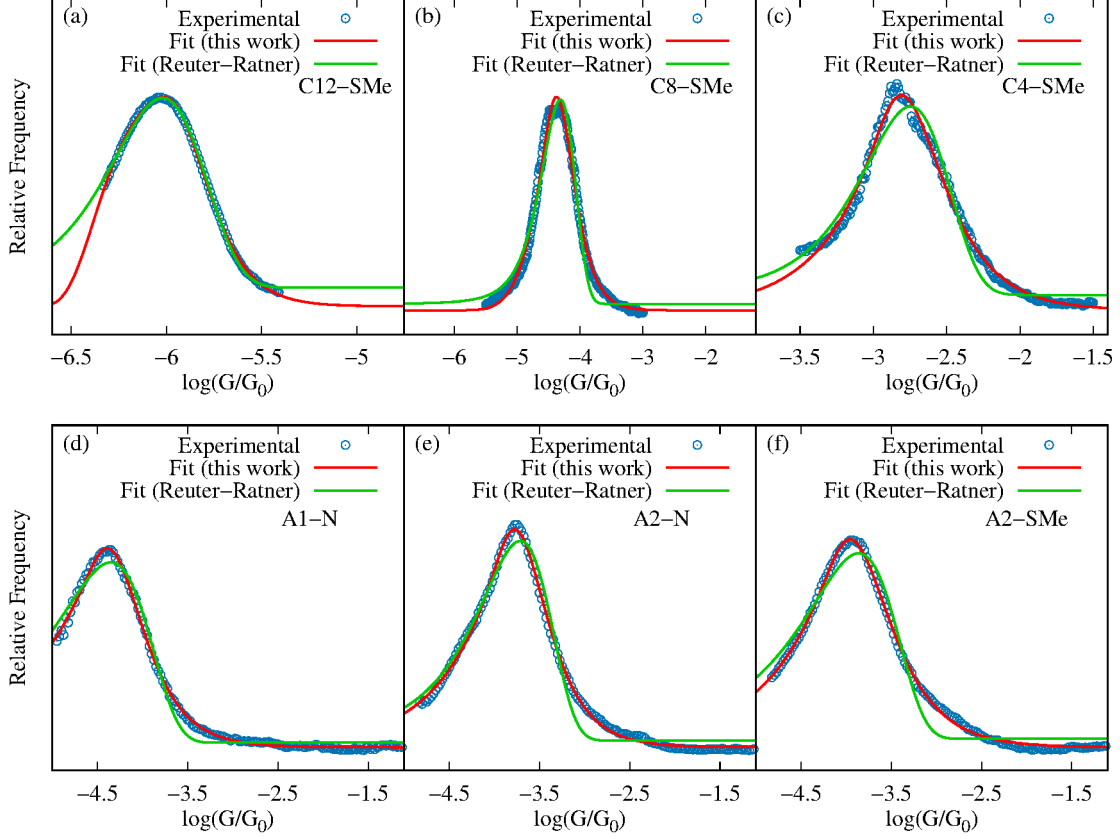 (a)
Experimental
Fit (this work)
Fit (Reuter−Ratner)
C12−SMe
(b)
Experimental
Fit (this work)
Fit (Reuter−Ratner)
C8−SMe
(c)
Experimental
Fit (this work)
Fit (Reuter−Ratner)
C4−SMe
Relative Frequency
−6.5 −6 −5.5 −5
−6 −5 −4 −3 −2
−3.5 −3 −2.5 −2 −1.5
log(G/G0)
log(G/G0)
log(G/G0)
(d)
Experimental
Fit (this work)
Fit (Reuter−Ratner)
A1−N
(e)
Experimental
Fit (this work)
Fit (Reuter−Ratner)
A2−N
(f)
Experimental
Fit (this work)
Fit (Reuter−Ratner)
A2−SMe
Relative Frequency
−4.5 −3.5 −2.5 −1.5
−4.5 −3.5 −2.5 −1.5
−4.5 −3.5 −2.5 −1.5
log(G/G0)
log(G/G0)
log(G/G0)